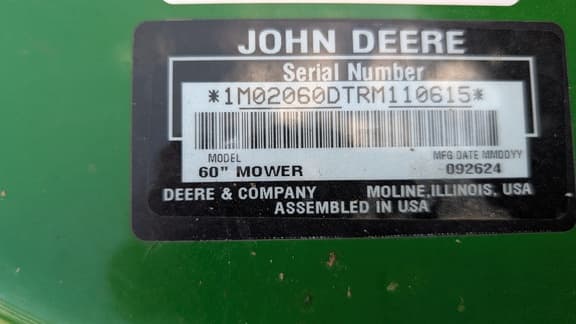 JOHN DEERE
Serial Number
*1M02060DTRM110615*
MODEL MFG DATE MMDDYY
60" MOWER 092624
DEERE & COMPANY MOLINE, ILLINOIS, USA
ASSEMBLED IN USA